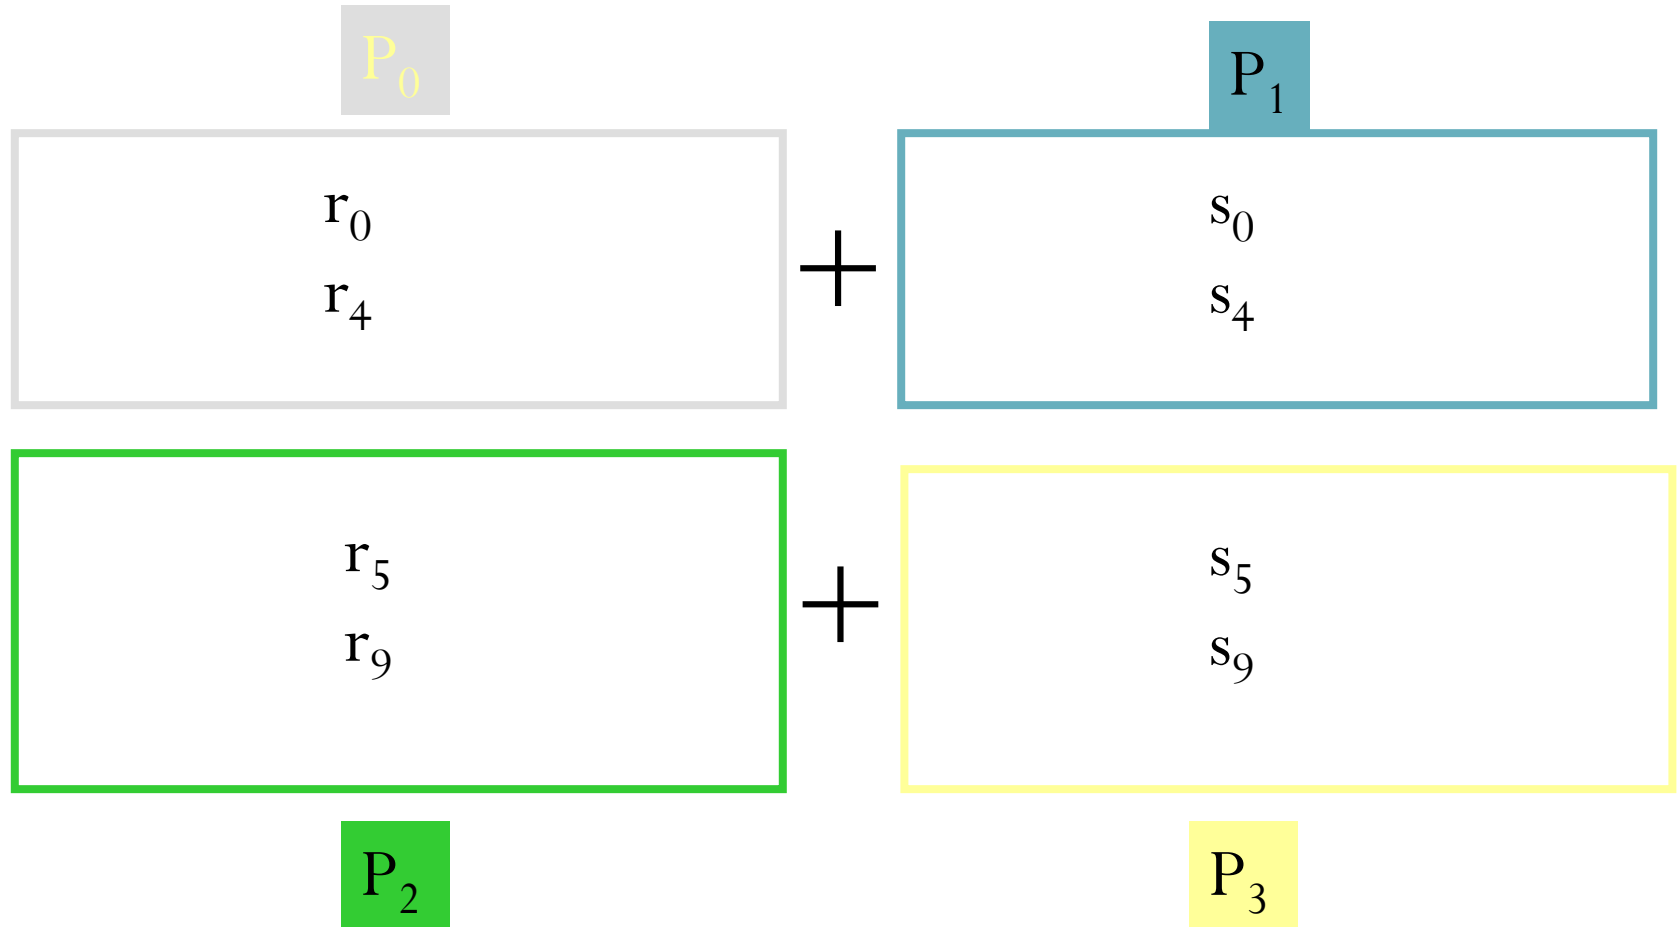 P₀
P₁
r₀
r₄
+
s₀
s₄
r₅
r₉
+
s₅
s₉
P₂
P₃